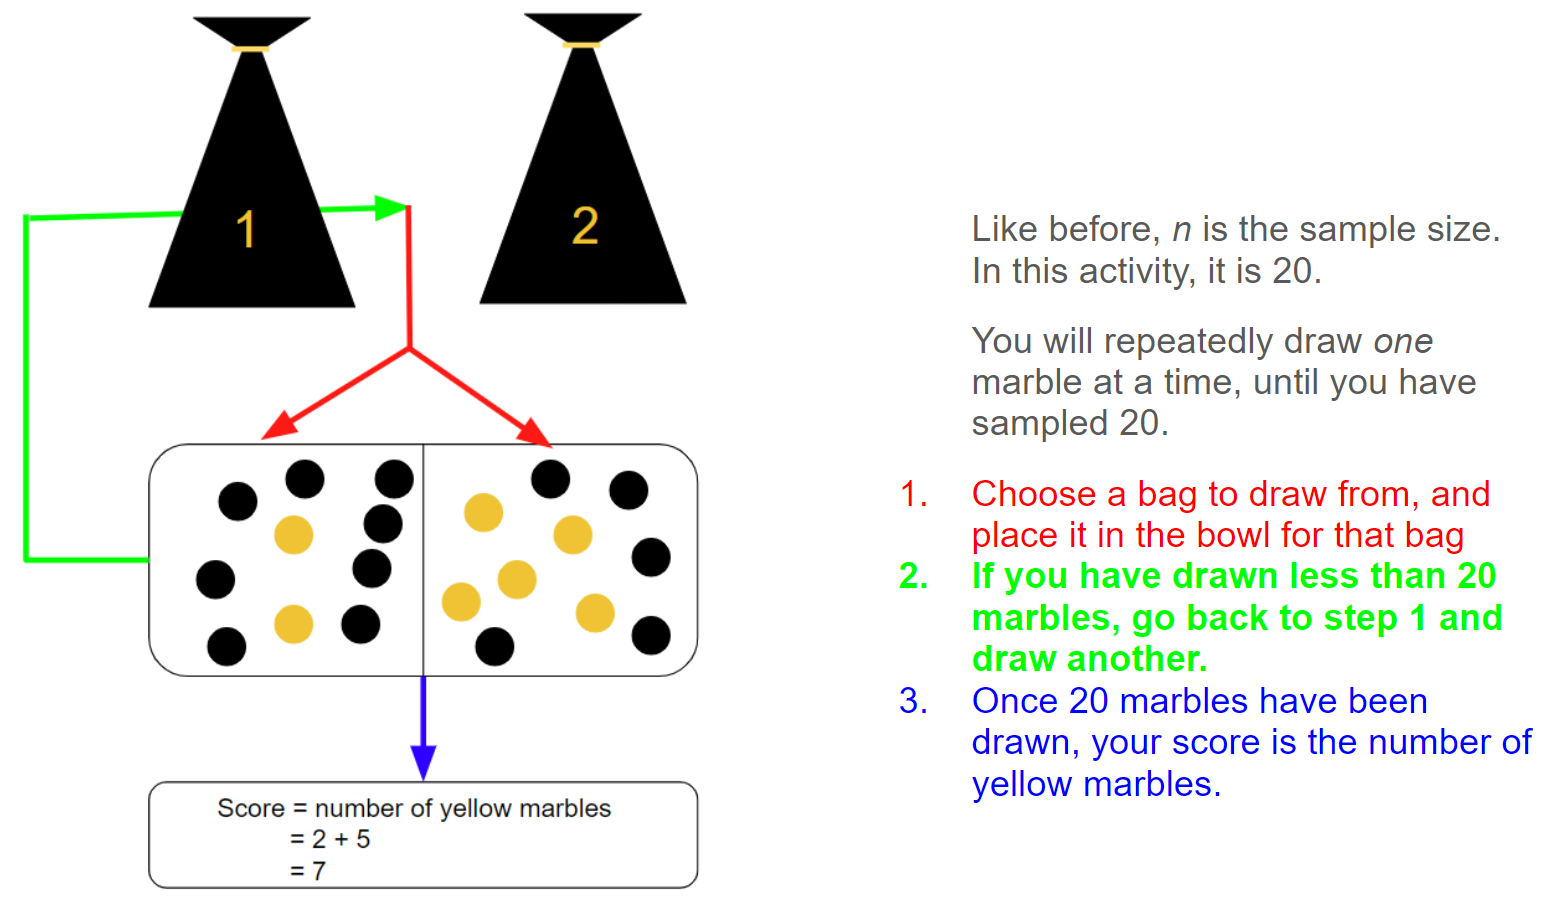 1
2
Like before, n is the sample size.
In this activity, it is 20.
You will repeatedly draw one
marble at a time, until you have
sampled 20.
1. Choose a bag to draw from, and
place it in the bowl for that bag
2. If you have drawn less than 20
marbles, go back to step 1 and
draw another.
3. Once 20 marbles have been
drawn, your score is the number of
yellow marbles.
Score = number of yellow marbles
= 2 + 5
= 7